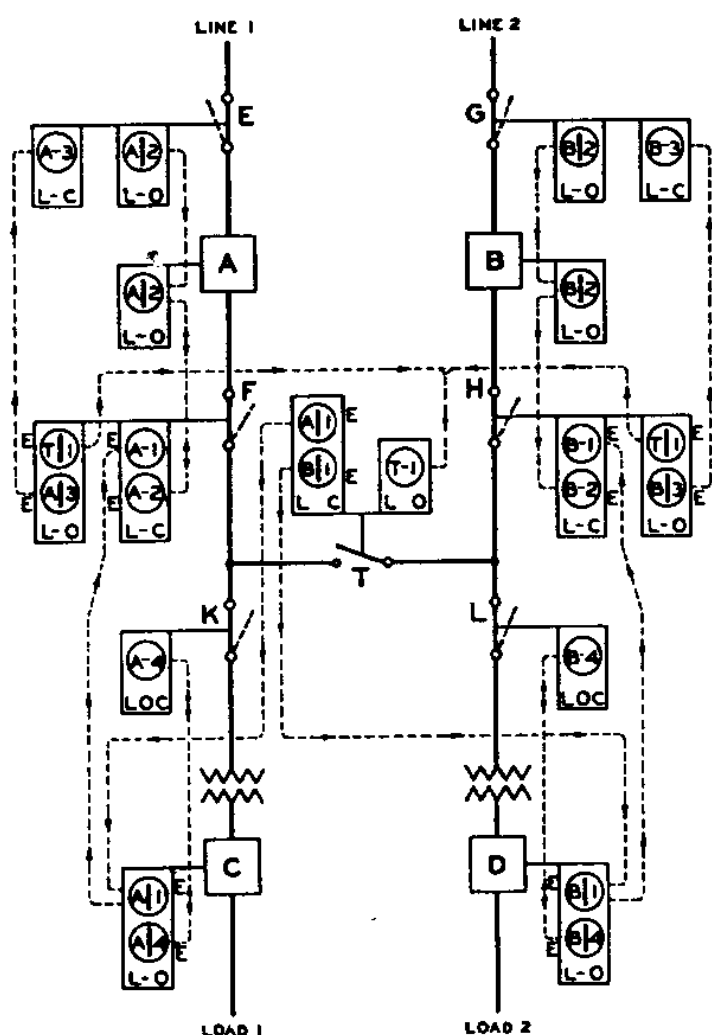 LINE 1 LINE 2
E G
A-3 A|2 B|2 B-3
L-C L-O L-O L-C
A B
A|2 B|2
L-O L-O
F H
A|1 E
E T|1 E A-1 B|1 E T-1 B-1 E T|1 E
E A|3 E A-2 L C L O B-2 E B|3 E
L-O L-C L-C L-O
T
K L
A-4 B-4
LOC LOC
C D
A|1 E E B|1
A|4 E E B|4
L-O L-O
LOAD 1 LOAD 2